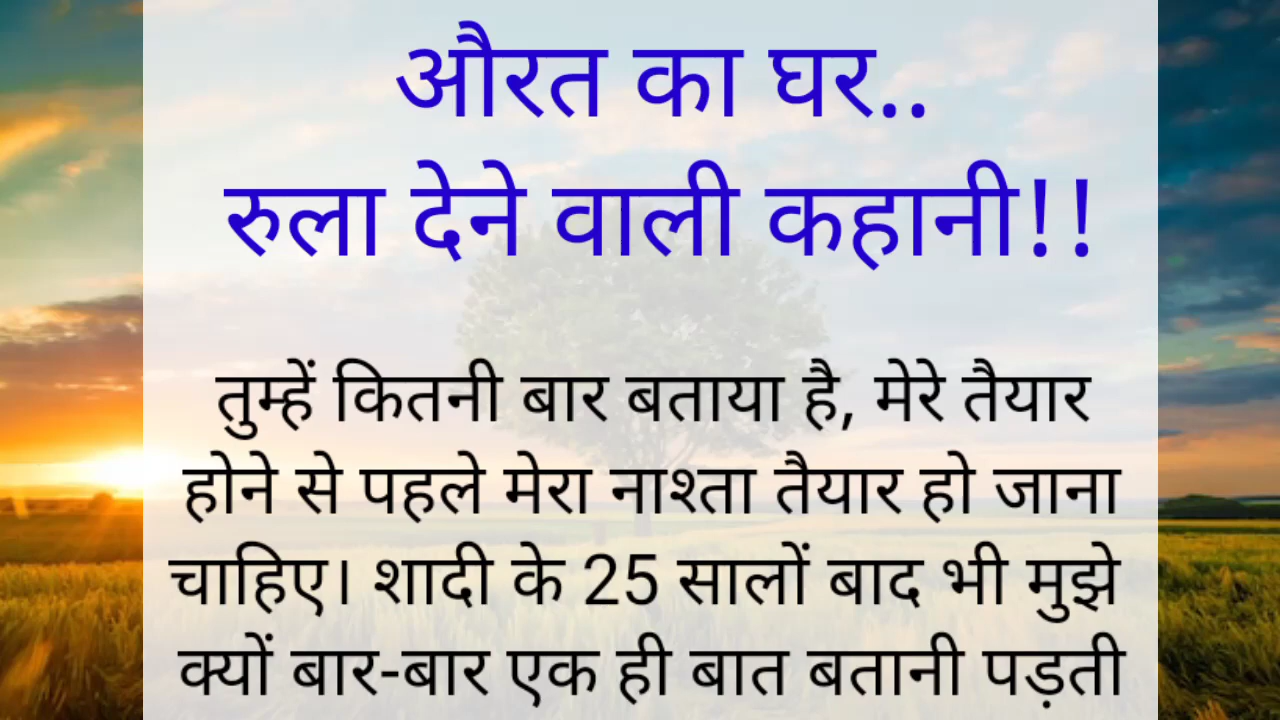 औरत का घर..
रुला देने वाली कहानी!!
तुम्हें कितनी बार बताया है, मेरे तैयार
होने से पहले मेरा नाश्ता तैयार हो जाना
चाहिए। शादी के 25 सालों बाद भी मुझे
क्यों बार-बार एक ही बात बतानी पड़ती